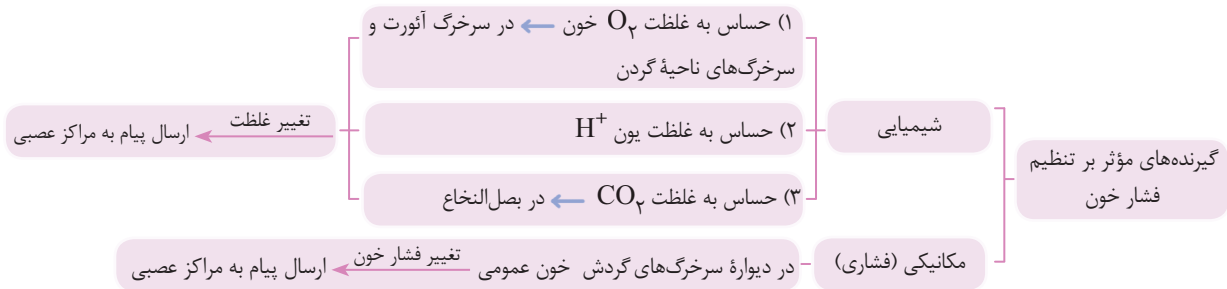 گیرنده‌های مؤثر بر تنظیم
فشار خون
شیمیایی
۱) حساس به غلظت O۲ خون ← در سرخرگ آئورت و
سرخرگ‌های ناحیهٔ گردن
۲) حساس به غلظت یون H+
۳) حساس به غلظت CO۲ ← در بصل‌النخاع
تغییر غلظت
ارسال پیام به مراکز عصبی
مکانیکی (فشاری)
در دیوارهٔ سرخرگ‌های گردش خون عمومی
تغییر فشار خون
ارسال پیام به مراکز عصبی